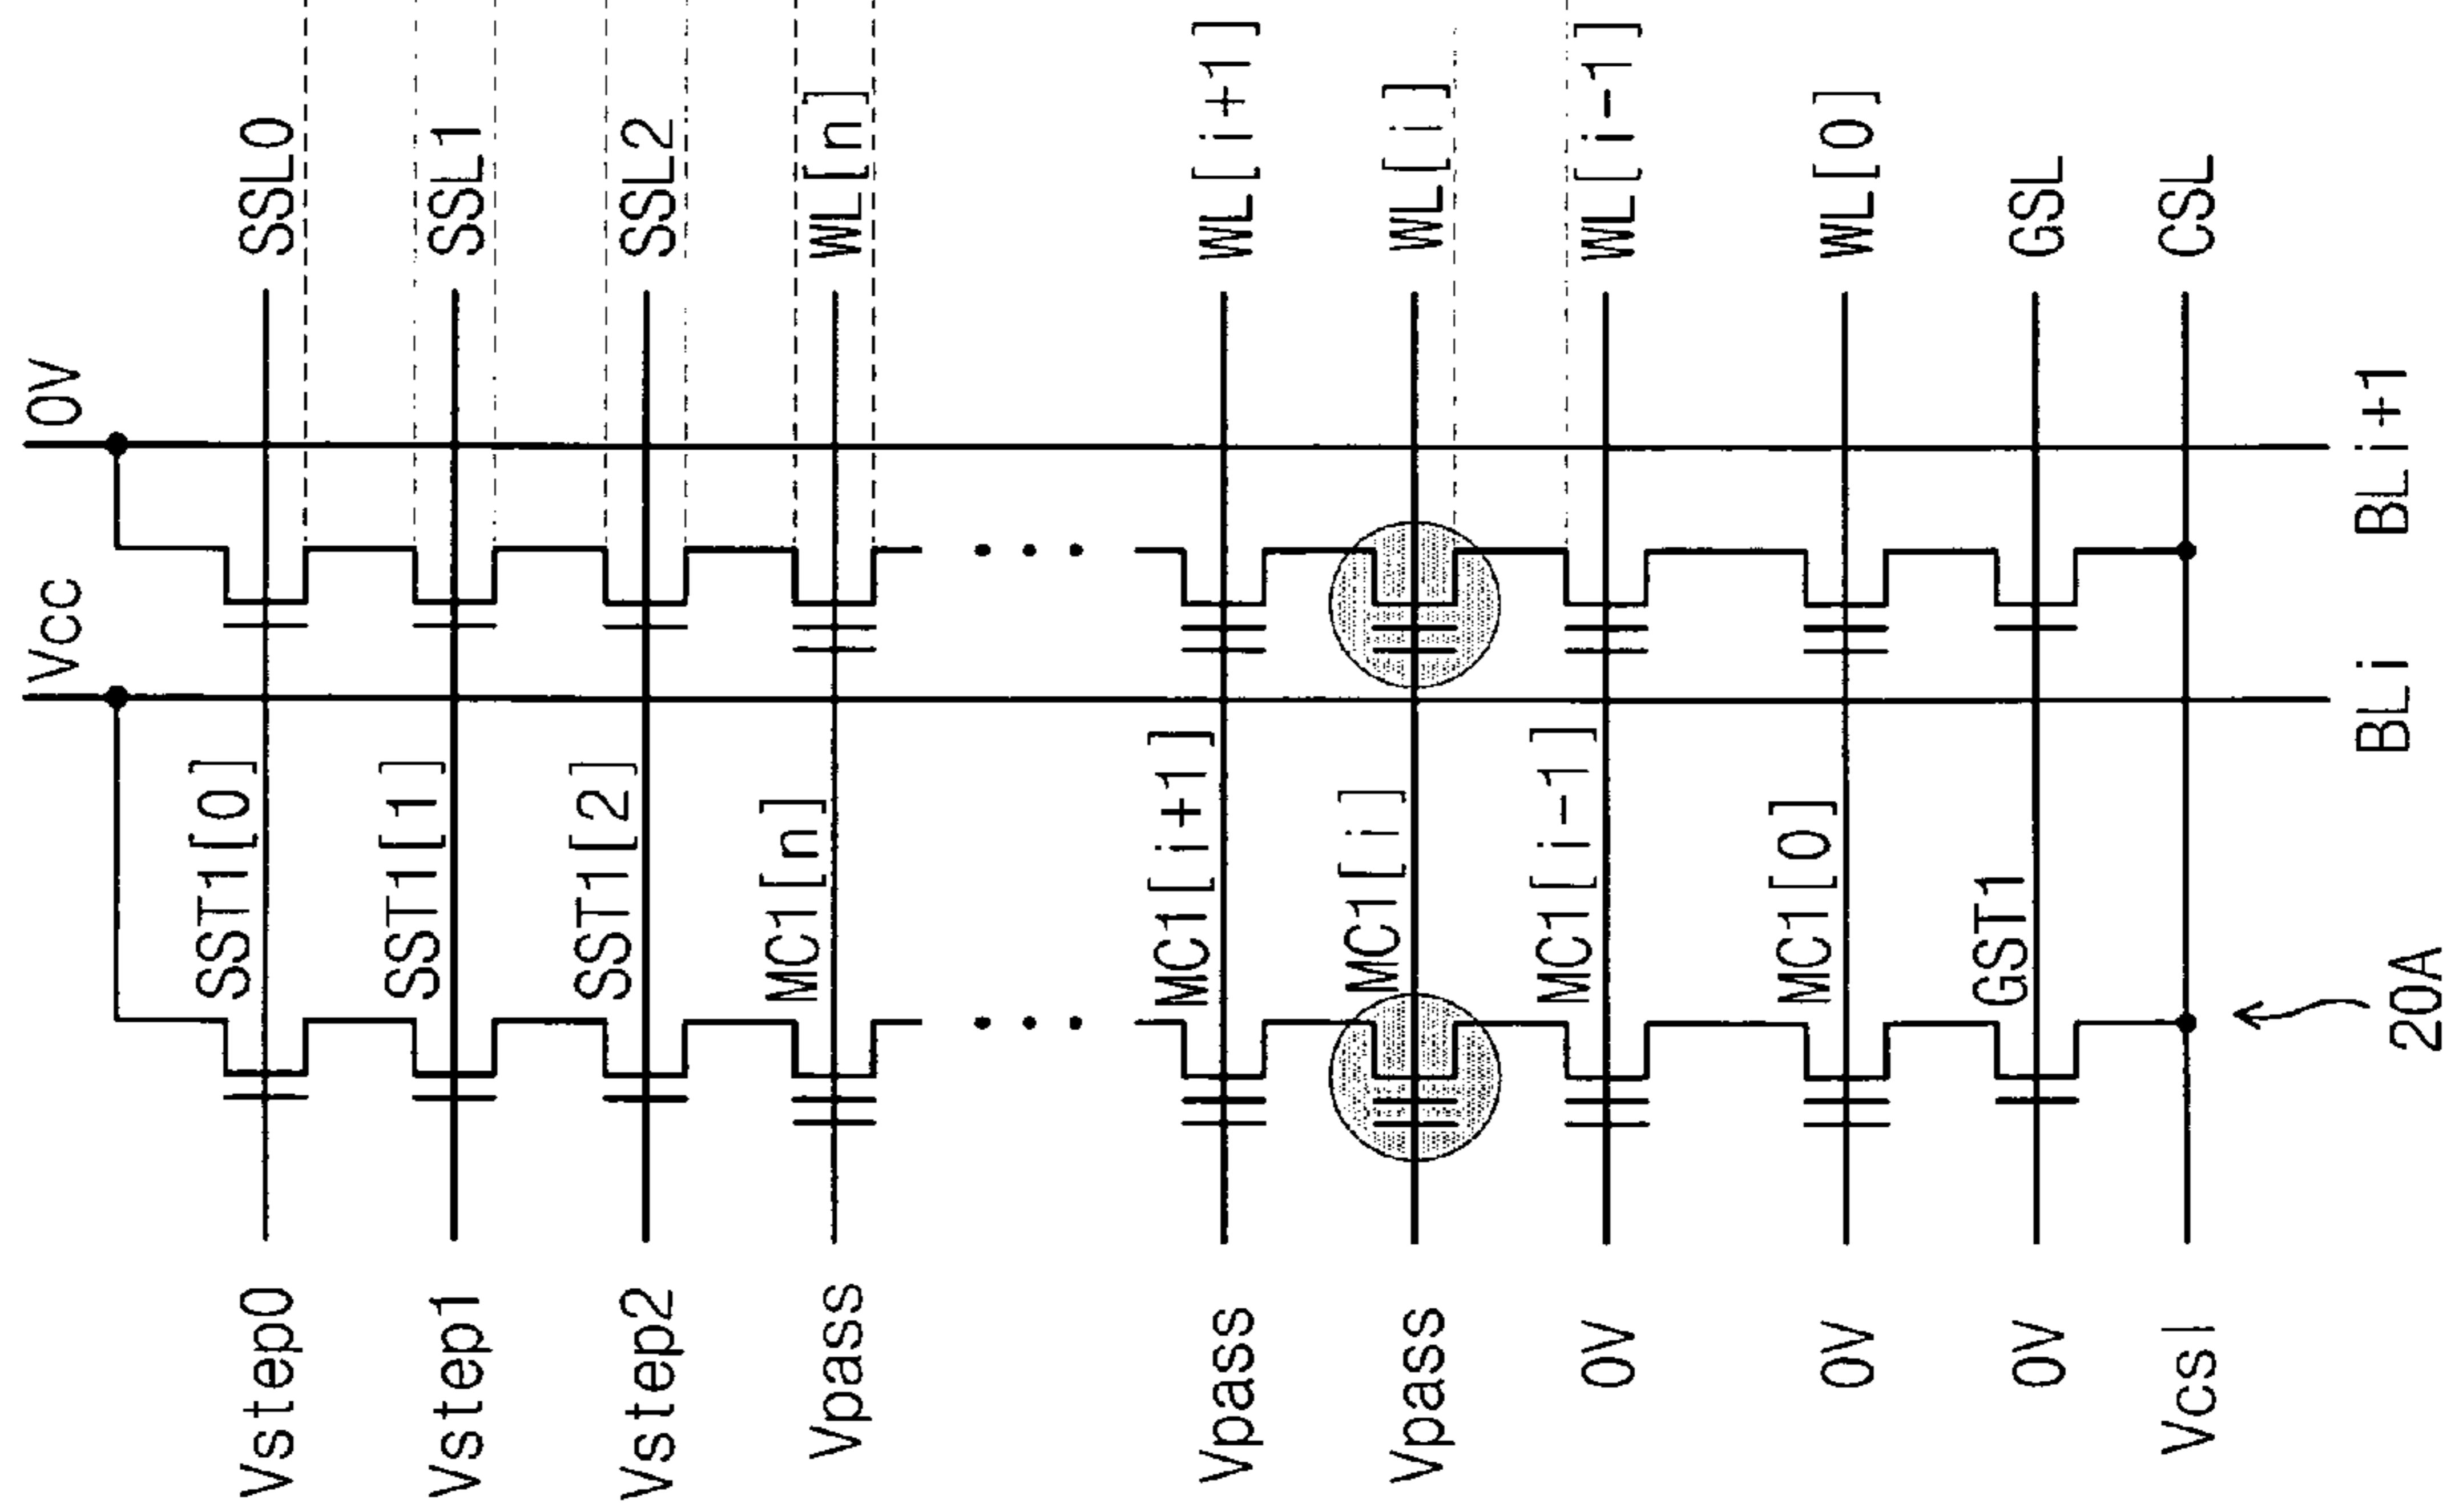 Vcc
0V
Vstep0
SST1[0]
SSL0
Vstep1
SST1[1]
SSL1
Vstep2
SST1[2]
SSL2
Vpass
MC1[n]
WL[n]
Vpass
MC1[i+1]
WL[i+1]
Vpass
MC1[i]
WL[i]
0V
MC1[i-1]
WL[i-1]
0V
MC1[0]
WL[0]
0V
GST1
GSL
Vcsl
CSL
20A
BLi
BLi+1